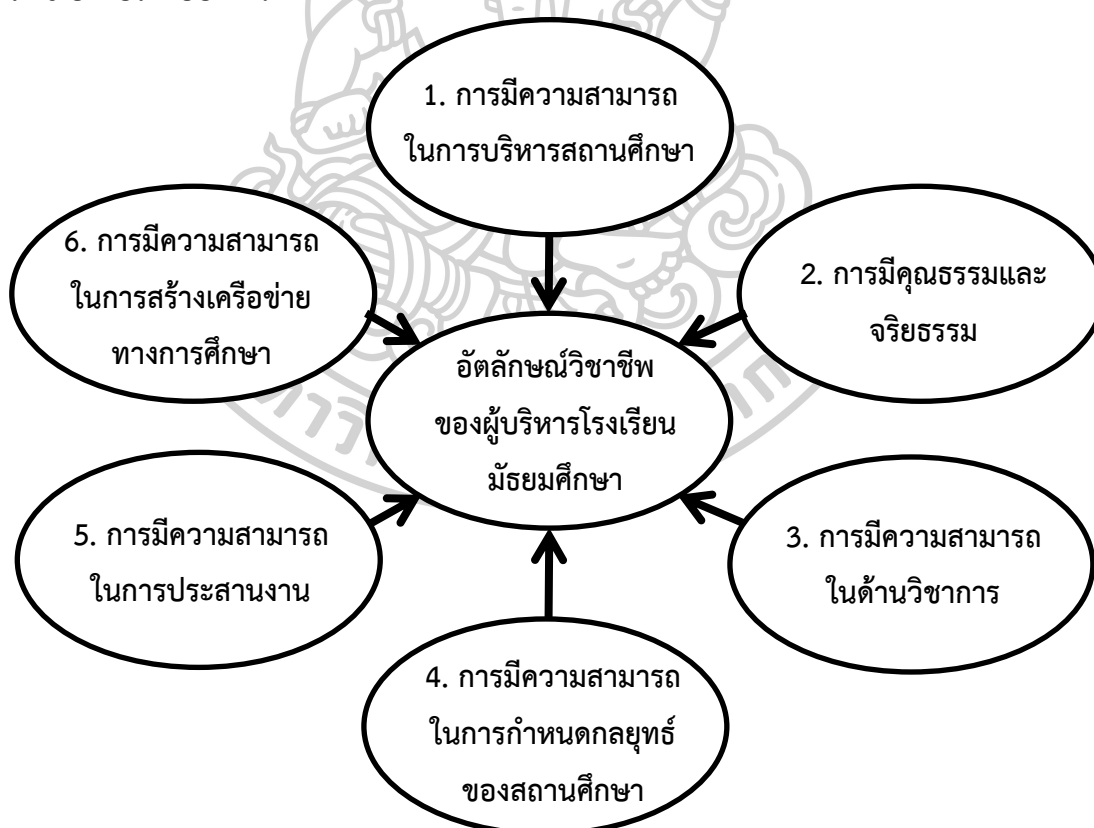 1. การมีความสามารถ
ในการบริหารสถานศึกษา
2. การมีคุณธรรมและ
จริยธรรม
3. การมีความสามารถ
ในด้านวิชาการ
4. การมีความสามารถ
ในการกำหนดกลยุทธ์
ของสถานศึกษา
5. การมีความสามารถ
ในการประสานงาน
6. การมีความสามารถ
ในการสร้างเครือข่าย
ทางการศึกษา
อัตลักษณ์วิชาชีพ
ของผู้บริหารโรงเรียน
มัธยมศึกษา